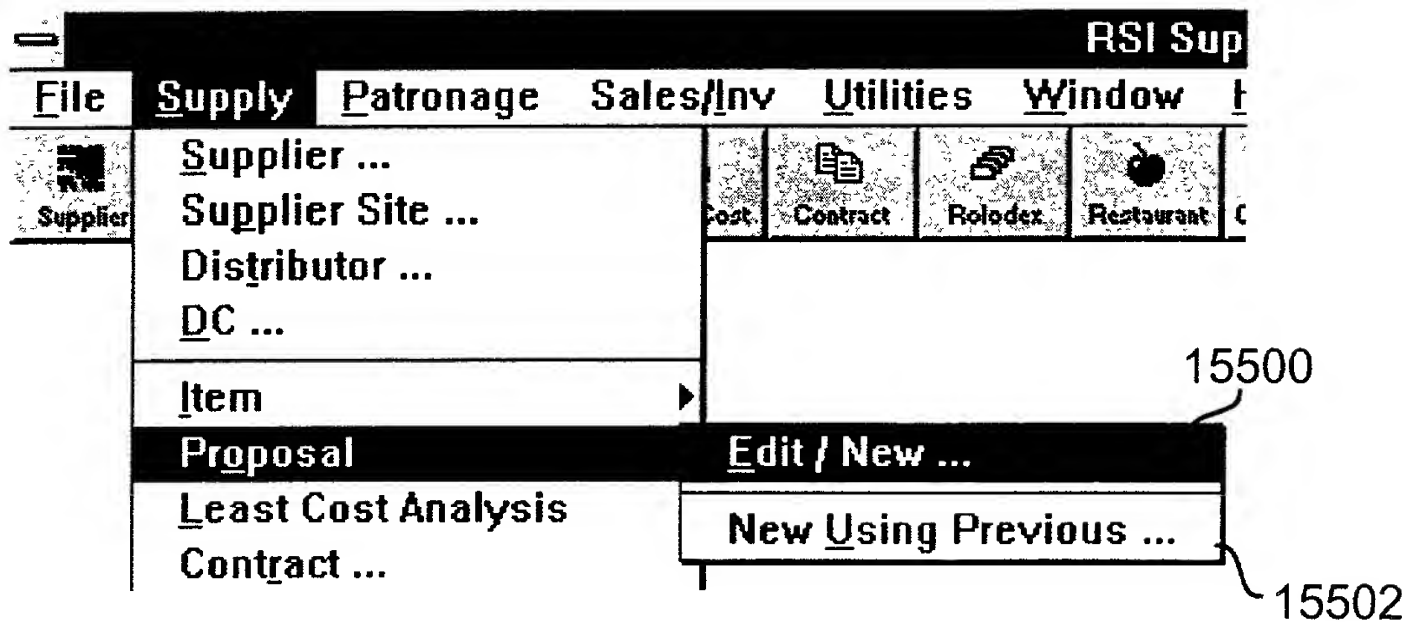 RSI Sup
File Supply Patronage Sales/Inv Utilities Window
Supplier Cost Contract Rolodex Restaurant
Supplier ...
Supplier Site ...
Distributor ...
DC ...
15500
Item
Proposal Edit / New ...
Least Cost Analysis New Using Previous ...
Contract ...
15502